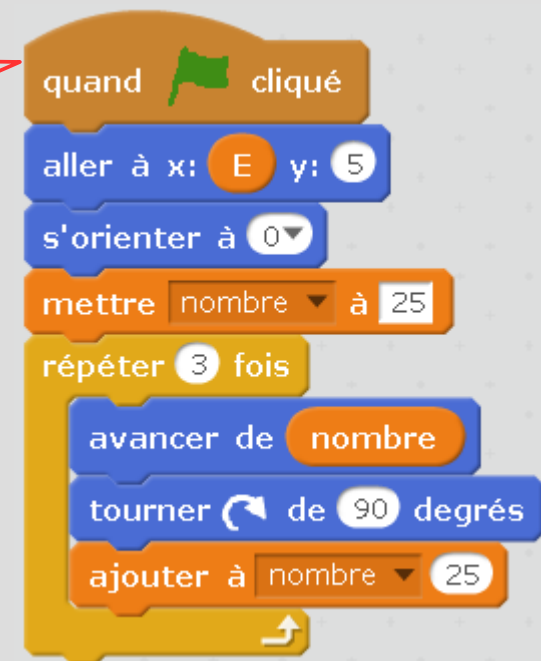 quand cliqué
aller à x: E y: 5
s'orienter à 0
mettre nombre à 25
répéter 3 fois
avancer de nombre
tourner de 90 degrés
ajouter à nombre 25